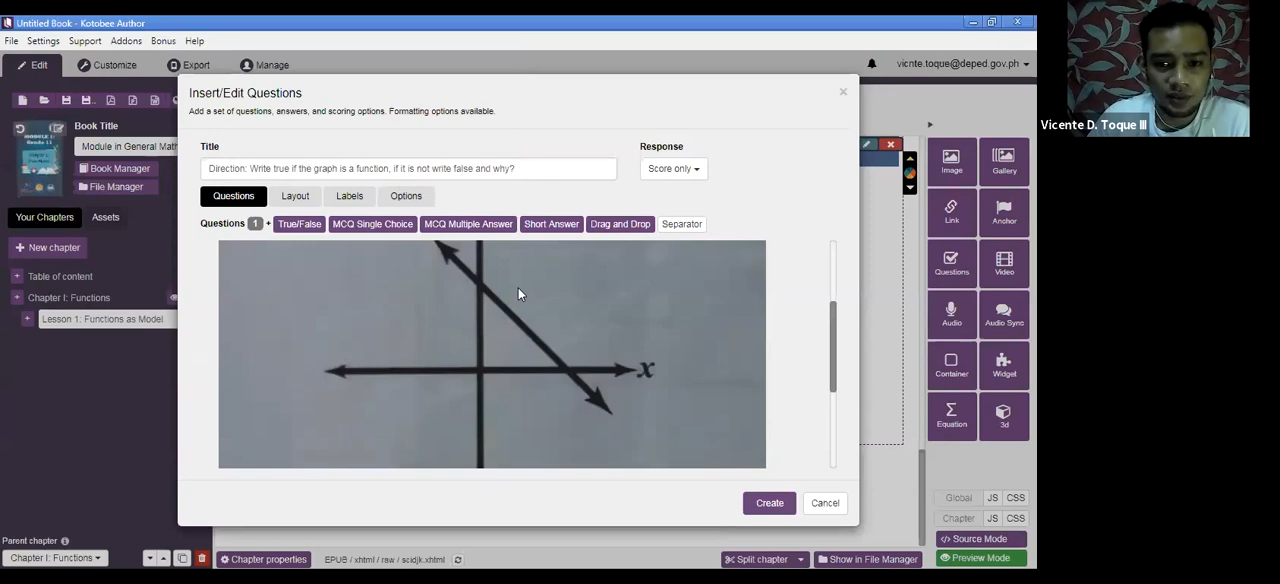 Untitled Book - Kotobee Author
File Settings Support Addons Bonus Help
Edit Customize Export Manage
vicnte.toque@deped.gov.ph
Book Title
Module in General Math
Book Manager
File Manager
Your Chapters Assets
New chapter
Table of content
Chapter I: Functions
Lesson 1: Functions as Model
Parent chapter
Chapter I: Functions
Insert/Edit Questions
Add a set of questions, answers, and scoring options. Formatting options available.
Title Response
Direction: Write true if the graph is a function, if it is not write false and why? Score only
Questions Layout Labels Options
Questions 1 + True/False MCQ Single Choice MCQ Multiple Answer Short Answer Drag and Drop Separator
x
Create Cancel
Chapter properties EPUB / xhtml / raw / scidjk.xhtml Split chapter Show in File Manager
Image Gallery
Link Anchor
Questions Video
Audio Audio Sync
Container Widget
Equation 3d
Global JS CSS
Chapter JS CSS
Source Mode
Preview Mode
Vicente D. Toque III